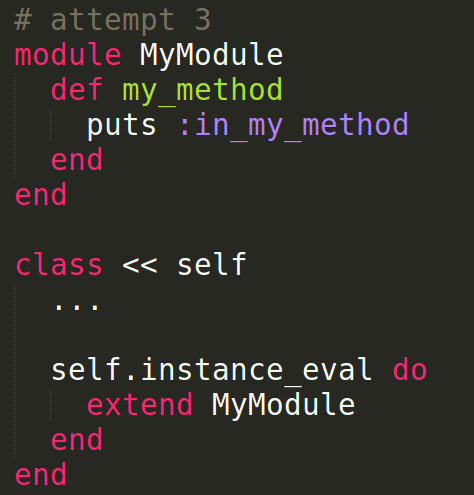 # attempt 3
module MyModule
  def my_method
    puts :in_my_method
  end
end

class << self
  ...

  self.instance_eval do
    extend MyModule
  end
end